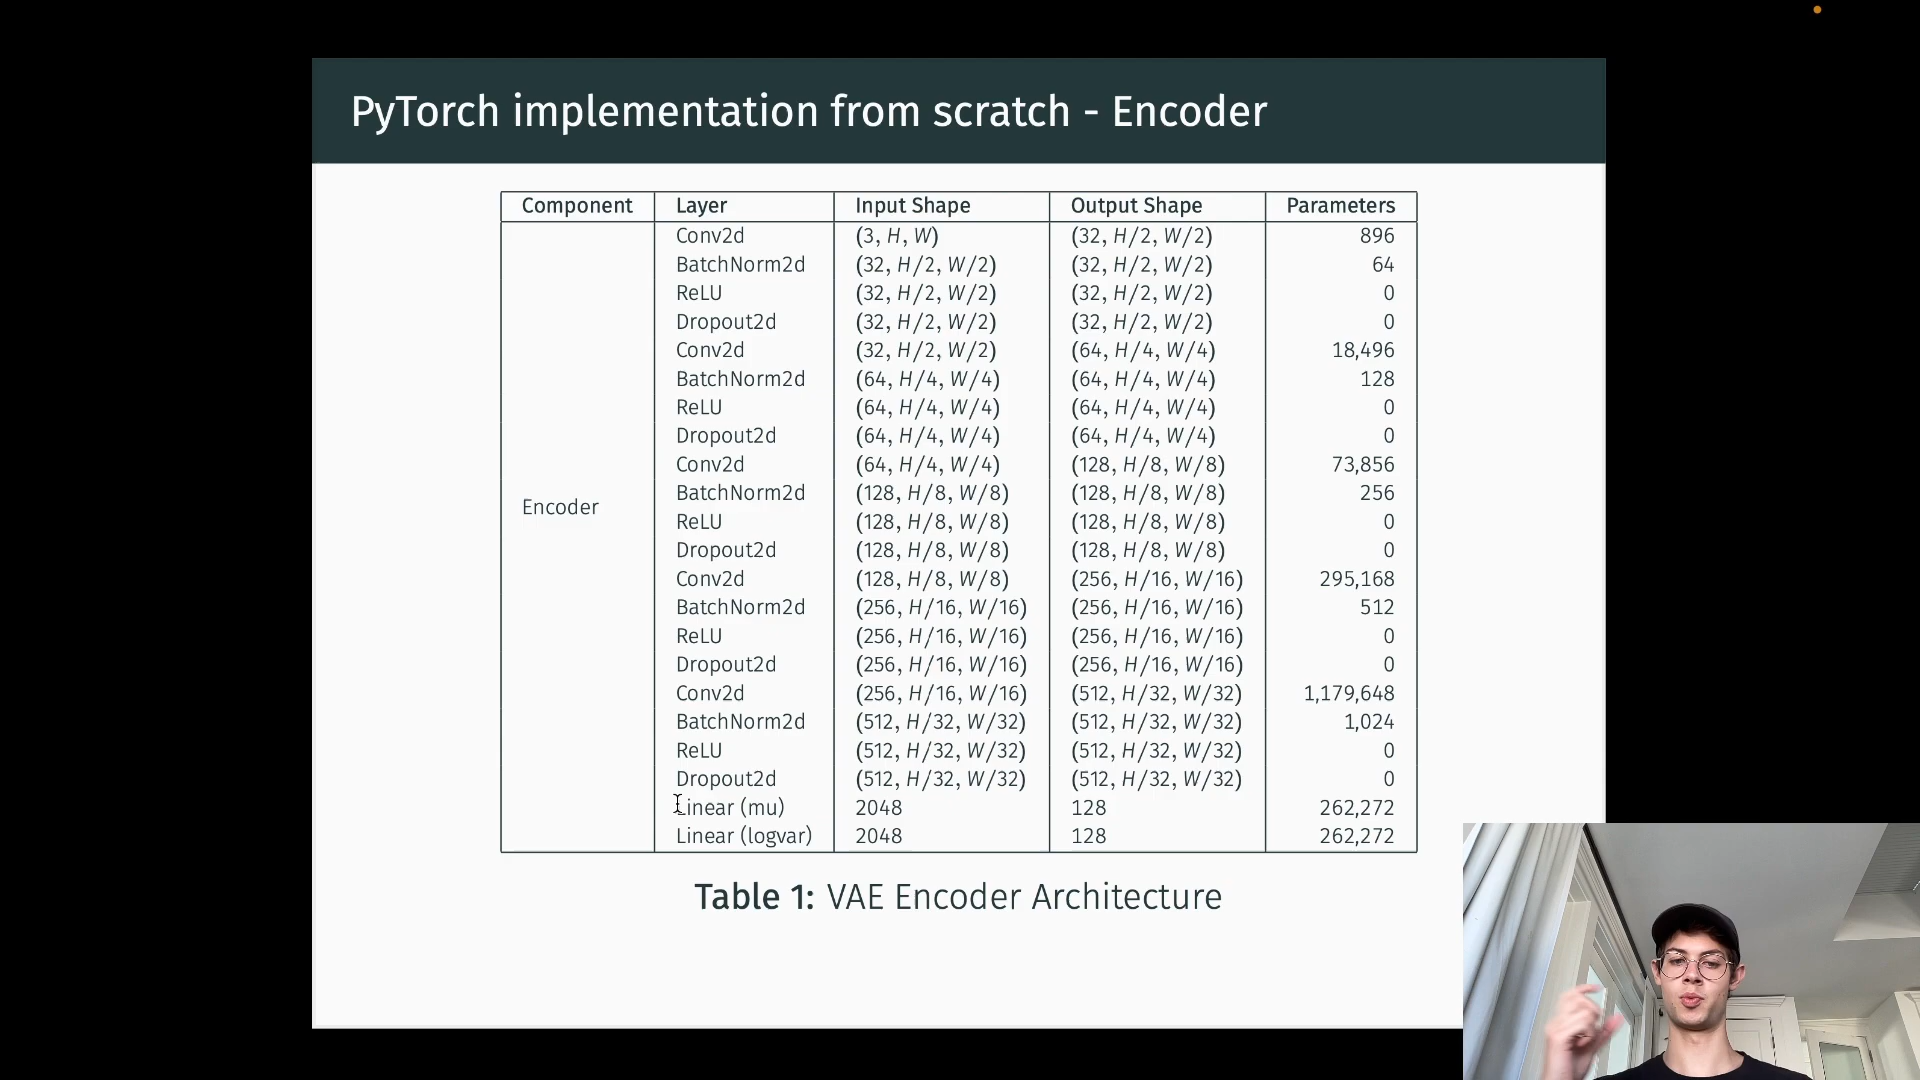 PyTorch implementation from scratch - Encoder
Component Layer Input Shape Output Shape Parameters
Conv2d (3, H, W) (32, H/2, W/2) 896
BatchNorm2d (32, H/2, W/2) (32, H/2, W/2) 64
ReLU (32, H/2, W/2) (32, H/2, W/2) 0
Dropout2d (32, H/2, W/2) (32, H/2, W/2) 0
Conv2d (32, H/2, W/2) (64, H/4, W/4) 18,496
BatchNorm2d (64, H/4, W/4) (64, H/4, W/4) 128
ReLU (64, H/4, W/4) (64, H/4, W/4) 0
Dropout2d (64, H/4, W/4) (64, H/4, W/4) 0
Conv2d (64, H/4, W/4) (128, H/8, W/8) 73,856
BatchNorm2d (128, H/8, W/8) (128, H/8, W/8) 256
Encoder
ReLU (128, H/8, W/8) (128, H/8, W/8) 0
Dropout2d (128, H/8, W/8) (128, H/8, W/8) 0
Conv2d (128, H/8, W/8) (256, H/16, W/16) 295,168
BatchNorm2d (256, H/16, W/16) (256, H/16, W/16) 512
ReLU (256, H/16, W/16) (256, H/16, W/16) 0
Dropout2d (256, H/16, W/16) (256, H/16, W/16) 0
Conv2d (256, H/16, W/16) (512, H/32, W/32) 1,179,648
BatchNorm2d (512, H/32, W/32) (512, H/32, W/32) 1,024
ReLU (512, H/32, W/32) (512, H/32, W/32) 0
Dropout2d (512, H/32, W/32) (512, H/32, W/32) 0
Linear (mu) 2048 128 262,272
Linear (logvar) 2048 128 262,272
Table 1: VAE Encoder Architecture